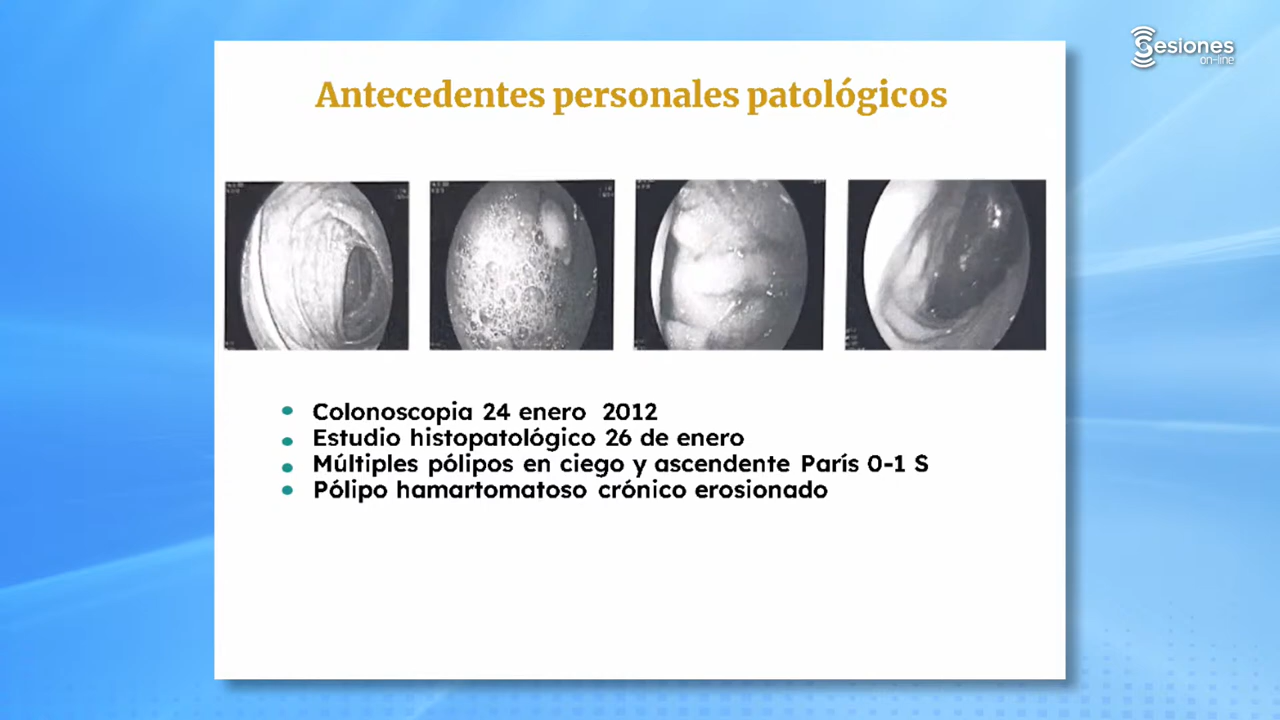 Sesiones
on-line
Antecedentes personales patológicos
Colonoscopia 24 enero 2012
Estudio histopatológico 26 de enero
Múltiples pólipos en ciego y ascendente París 0-1 S
Pólipo hamartomatoso crónico erosionado